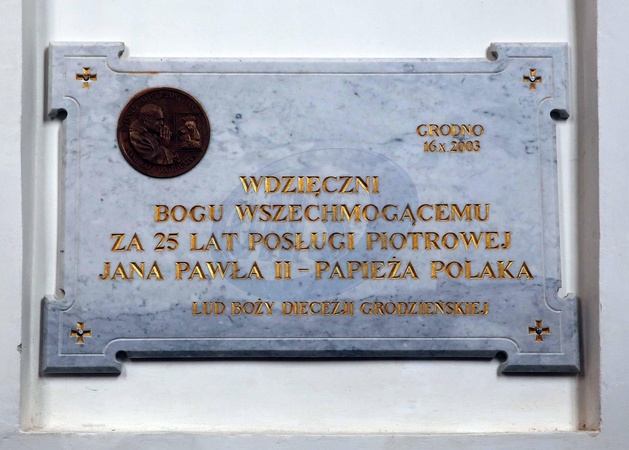 GRODNO
16 X 2003
WDZIĘCZNI
BOGU WSZECHMOGĄCEMU
ZA 25 LAT POSŁUGI PIOTROWEJ
JANA PAWŁA II – PAPIEŻA POLAKA
LUD BOŻY DIECEZJI GRODZIEŃSKIEJ